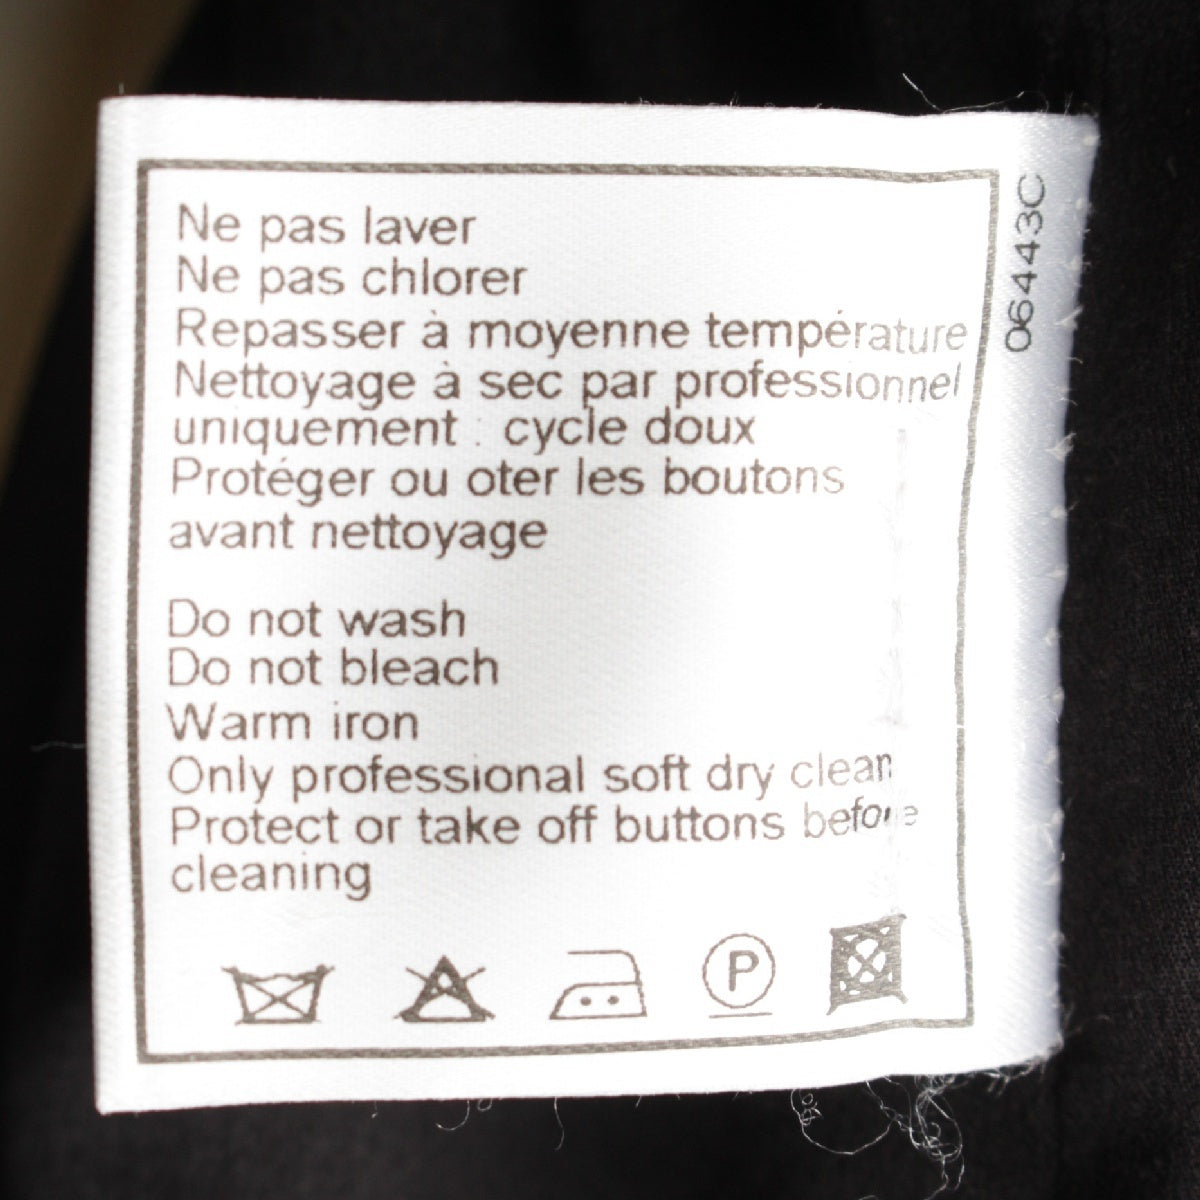 Ne pas laver
Ne pas chlorer
Repasser à moyenne température
Nettoyage à sec par professionnel
uniquement : cycle doux
Protéger ou oter les boutons
avant nettoyage
Do not wash
Do not bleach
Warm iron
Only professional soft dry clean
Protect or take off buttons before
cleaning
P
06443C